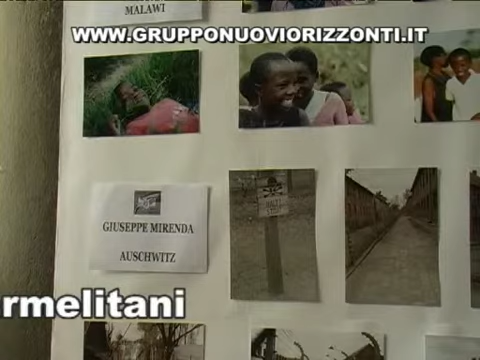 MALAWI
WWW.GRUPPONUOVIORIZZONTI.IT
GIUSEPPE MIRENDA
AUSCHWITZ
rmelitani